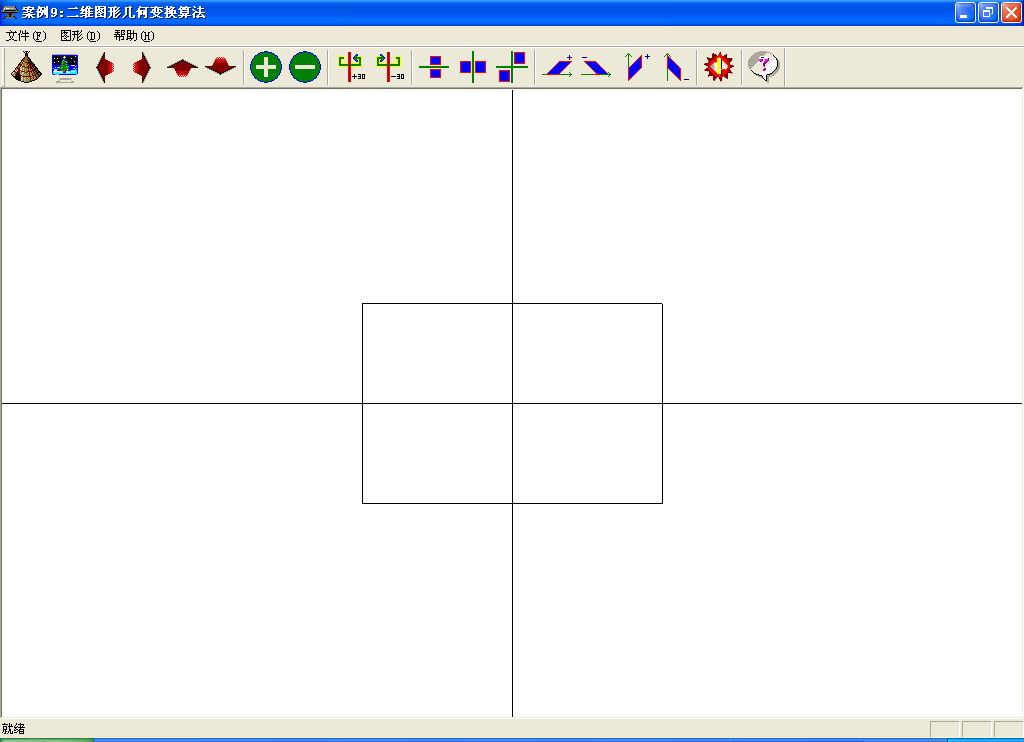 案例9:二维图形几何变换算法
文件(F) 图形(D) 帮助(H)
+30 -30 + - + - ?
就绪